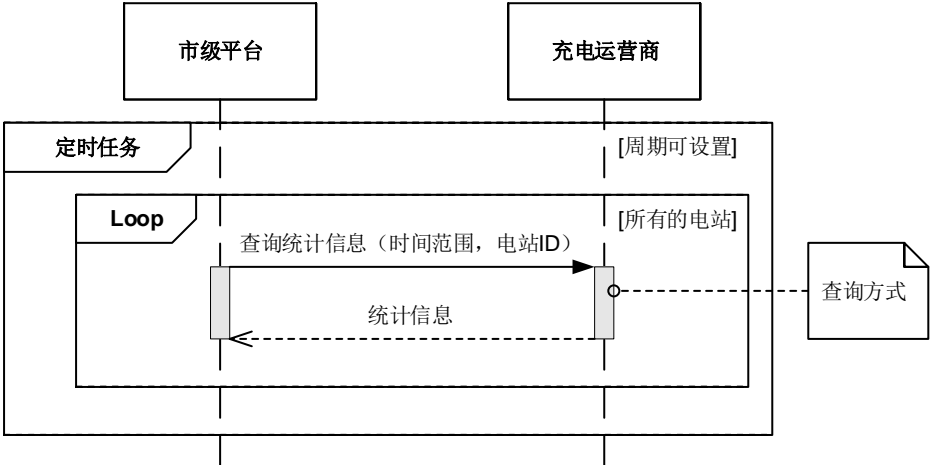 市级平台
充电运营商
定时任务
[周期可设置]
Loop
[所有的电站]
查询统计信息（时间范围，电站ID）
查询方式
统计信息